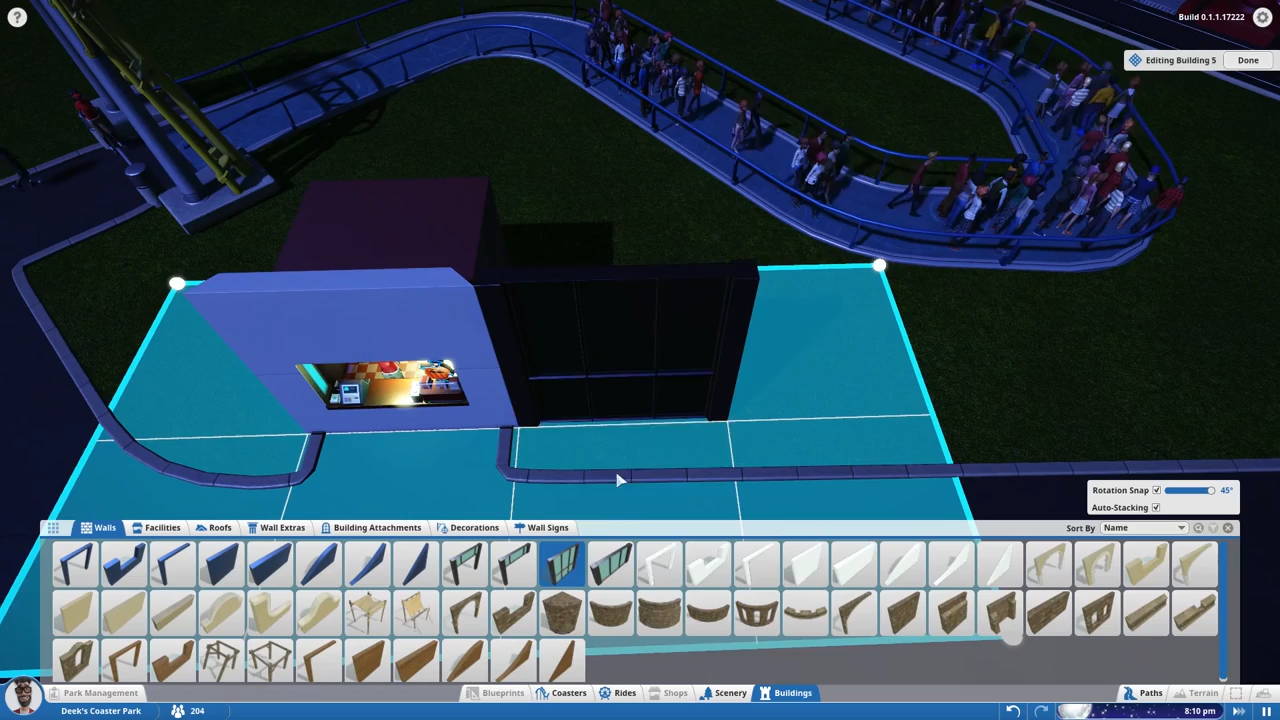 ?
Build 0.1.1.17222
Editing Building 5
Done
Rotation Snap
45°
Auto-Stacking
Walls
Facilities
Roofs
Wall Extras
Building Attachments
Decorations
Wall Signs
Sort By
Name
Park Management
Blueprints
Coasters
Rides
Shops
Scenery
Buildings
Paths
Terrain
Deek's Coaster Park
204
8:10 pm